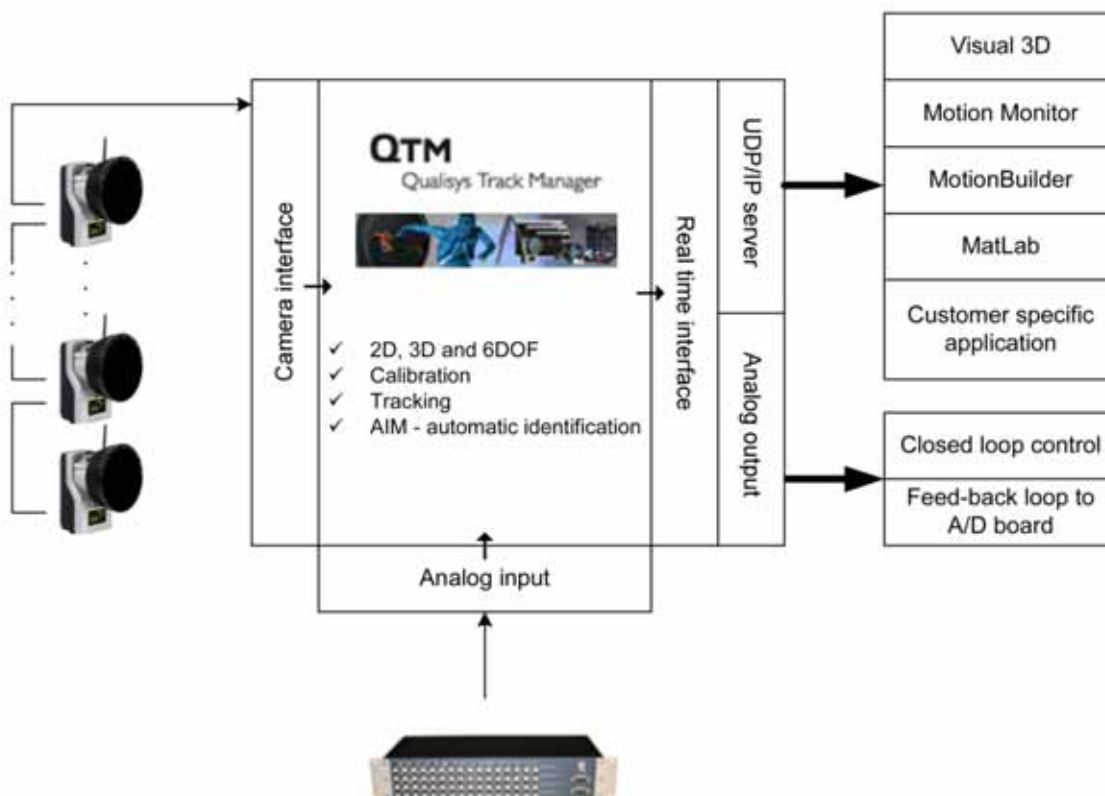 Visual 3D
Motion Monitor
MotionBuilder
MatLab
Customer specific
application
Closed loop control
Feed-back loop to
A/D board
UDP/IP server
Analog output
Real time interface
Camera interface
QTM
Qualisys Track Manager
✓ 2D, 3D and 6DOF
✓ Calibration
✓ Tracking
✓ AIM - automatic identification
Analog input